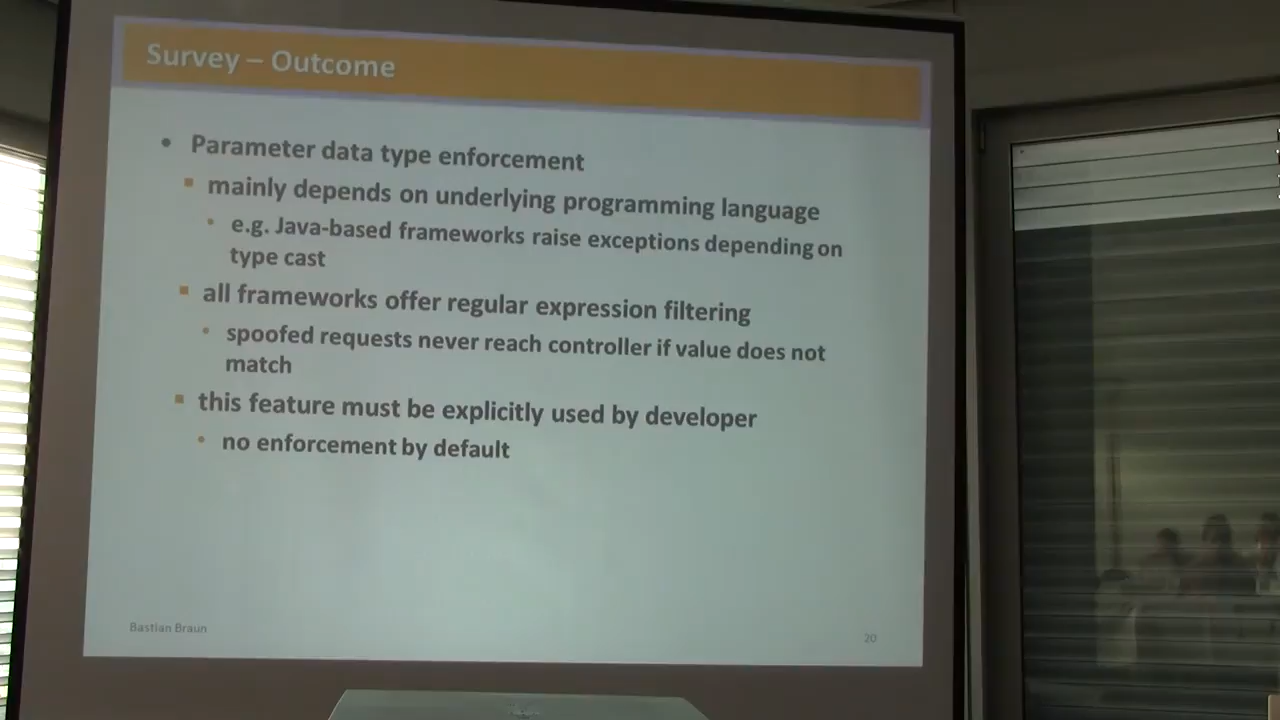 Survey – Outcome
• Parameter data type enforcement
▪ mainly depends on underlying programming language
• e.g. Java-based frameworks raise exceptions depending on
type cast
▪ all frameworks offer regular expression filtering
• spoofed requests never reach controller if value does not
match
▪ this feature must be explicitly used by developer
• no enforcement by default
Bastian Braun
20